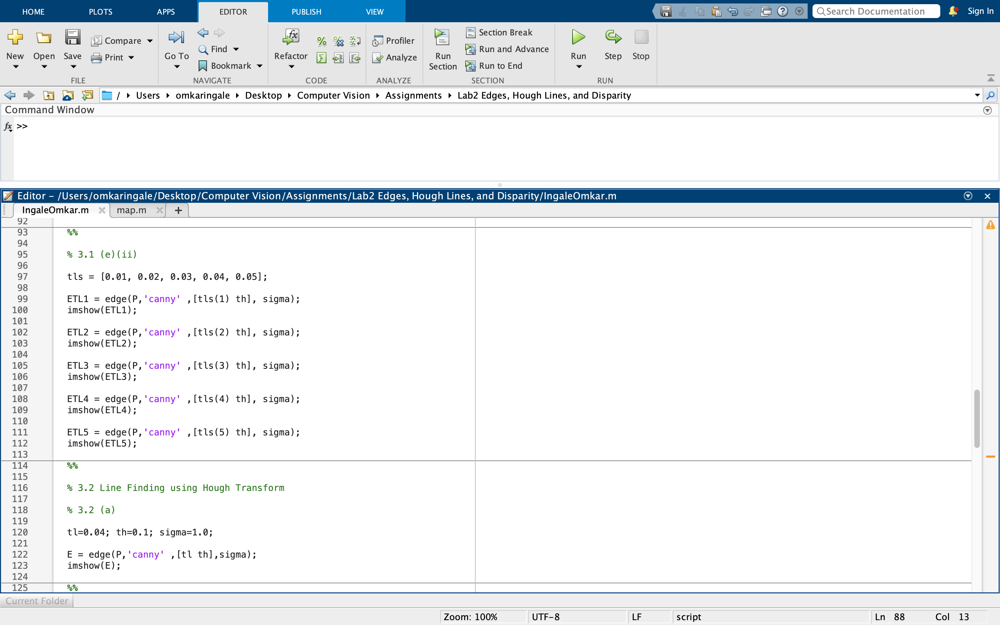 HOME PLOTS APPS EDITOR PUBLISH VIEW Search Documentation Sign In
New Open Save Compare Print
FILE
Go To Find Bookmark
NAVIGATE
Refactor
CODE
Profiler Analyze
ANALYZE
Run Section Section Break Run and Advance Run to End
SECTION
Run Step Stop
RUN
/ Users omkaringale Desktop Computer Vision Assignments Lab2 Edges, Hough Lines, and Disparity
Command Window
fx >>
Editor – /Users/omkaringale/Desktop/Computer Vision/Assignments/Lab2 Edges, Hough Lines, and Disparity/IngaleOmkar.m
IngaleOmkar.m map.m +
92
93 %%
94
95 % 3.1 (e)(ii)
96
97 tls = [0.01, 0.02, 0.03, 0.04, 0.05];
98
99 ETL1 = edge(P,'canny' ,[tls(1) th], sigma);
100 imshow(ETL1);
101
102 ETL2 = edge(P,'canny' ,[tls(2) th], sigma);
103 imshow(ETL2);
104
105 ETL3 = edge(P,'canny' ,[tls(3) th], sigma);
106 imshow(ETL3);
107
108 ETL4 = edge(P,'canny' ,[tls(4) th], sigma);
109 imshow(ETL4);
110
111 ETL5 = edge(P,'canny' ,[tls(5) th], sigma);
112 imshow(ETL5);
113
114 %%
115
116 % 3.2 Line Finding using Hough Transform
117
118 % 3.2 (a)
119
120 tl=0.04; th=0.1; sigma=1.0;
121
122 E = edge(P,'canny' ,[tl th],sigma);
123 imshow(E);
124
125 %%
Current Folder
Zoom: 100% UTF-8 LF script Ln 88 Col 13